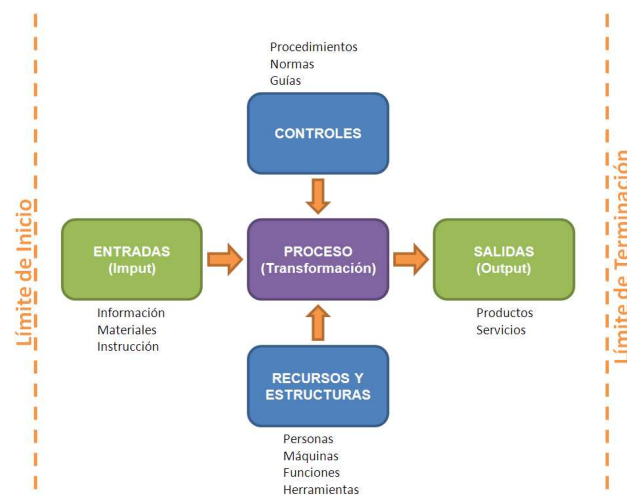 Procedimientos
Normas
Guías
CONTROLES
Límite de Inicio
ENTRADAS
(Imput)
Información
Materiales
Instrucción
PROCESO
(Transformación)
SALIDAS
(Output)
Productos
Servicios
RECURSOS Y
ESTRUCTURAS
Personas
Máquinas
Funciones
Herramientas
Límite de Terminación